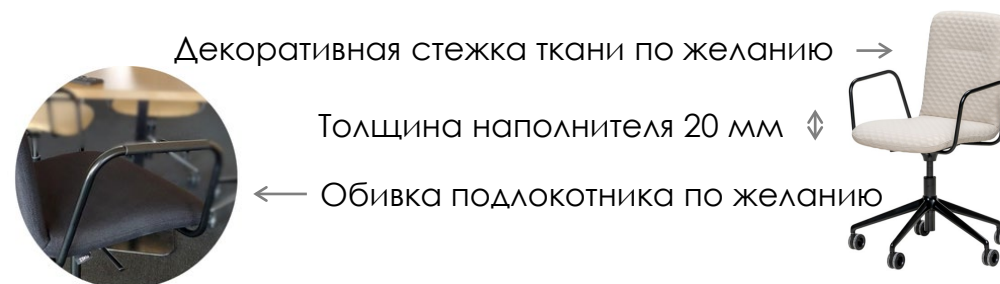 Декоративная стежка ткани по желанию
Толщина наполнителя 20 мм
Обивка подлокотника по желанию